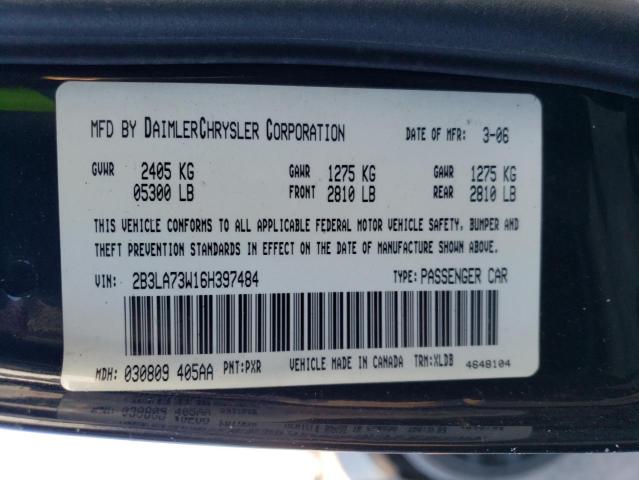 MFD BY DAIMLERCHRYSLER CORPORATION DATE OF MFR: 3-06
GVWR 2405 KG GAWR 1275 KG GAWR 1275 KG
05300 LB FRONT 2810 LB REAR 2810 LB
THIS VEHICLE CONFORMS TO ALL APPLICABLE FEDERAL MOTOR VEHICLE SAFETY, BUMPER AND
THEFT PREVENTION STANDARDS IN EFFECT ON THE DATE OF MANUFACTURE SHOWN ABOVE.
VIN: 2B3LA73W16H397484 TYPE: PASSENGER CAR
MDH: 030809 405AA PNT:PXR VEHICLE MADE IN CANADA TRM:XLDB 4648104